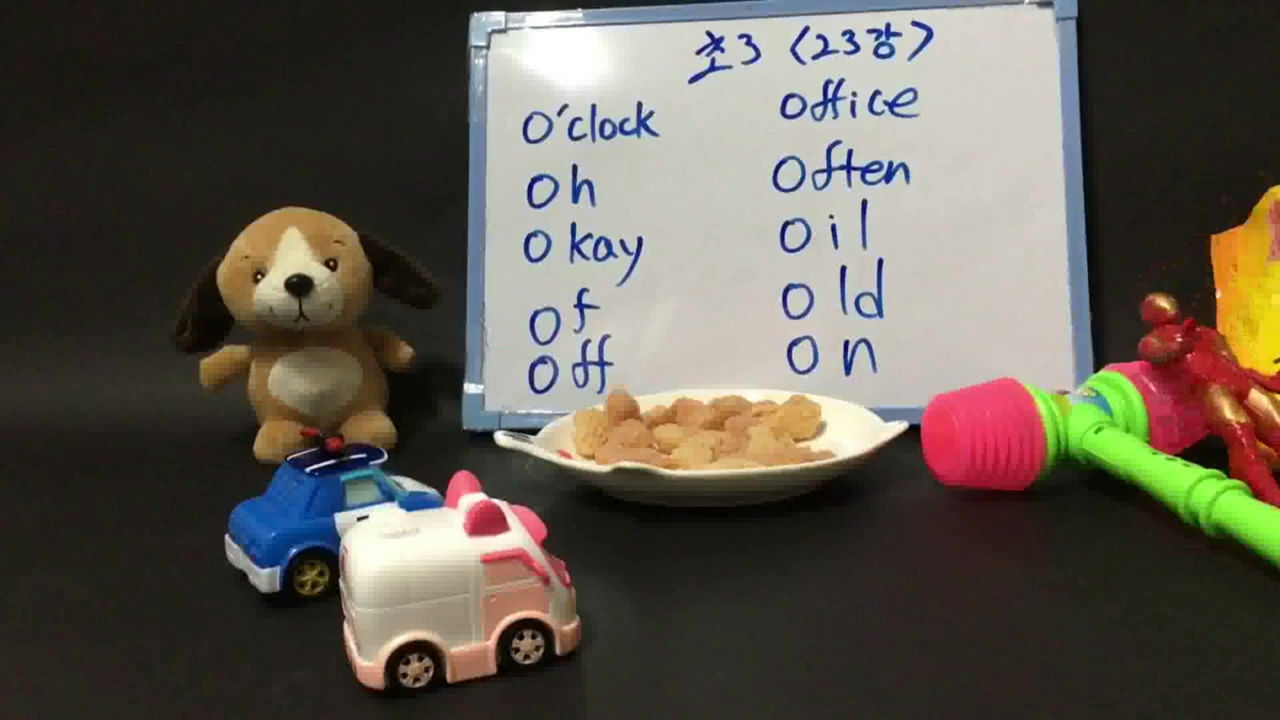 초3 <23강>
O'clock
Oh
Okay
Of
Off
Office
Often
Oil
Old
On